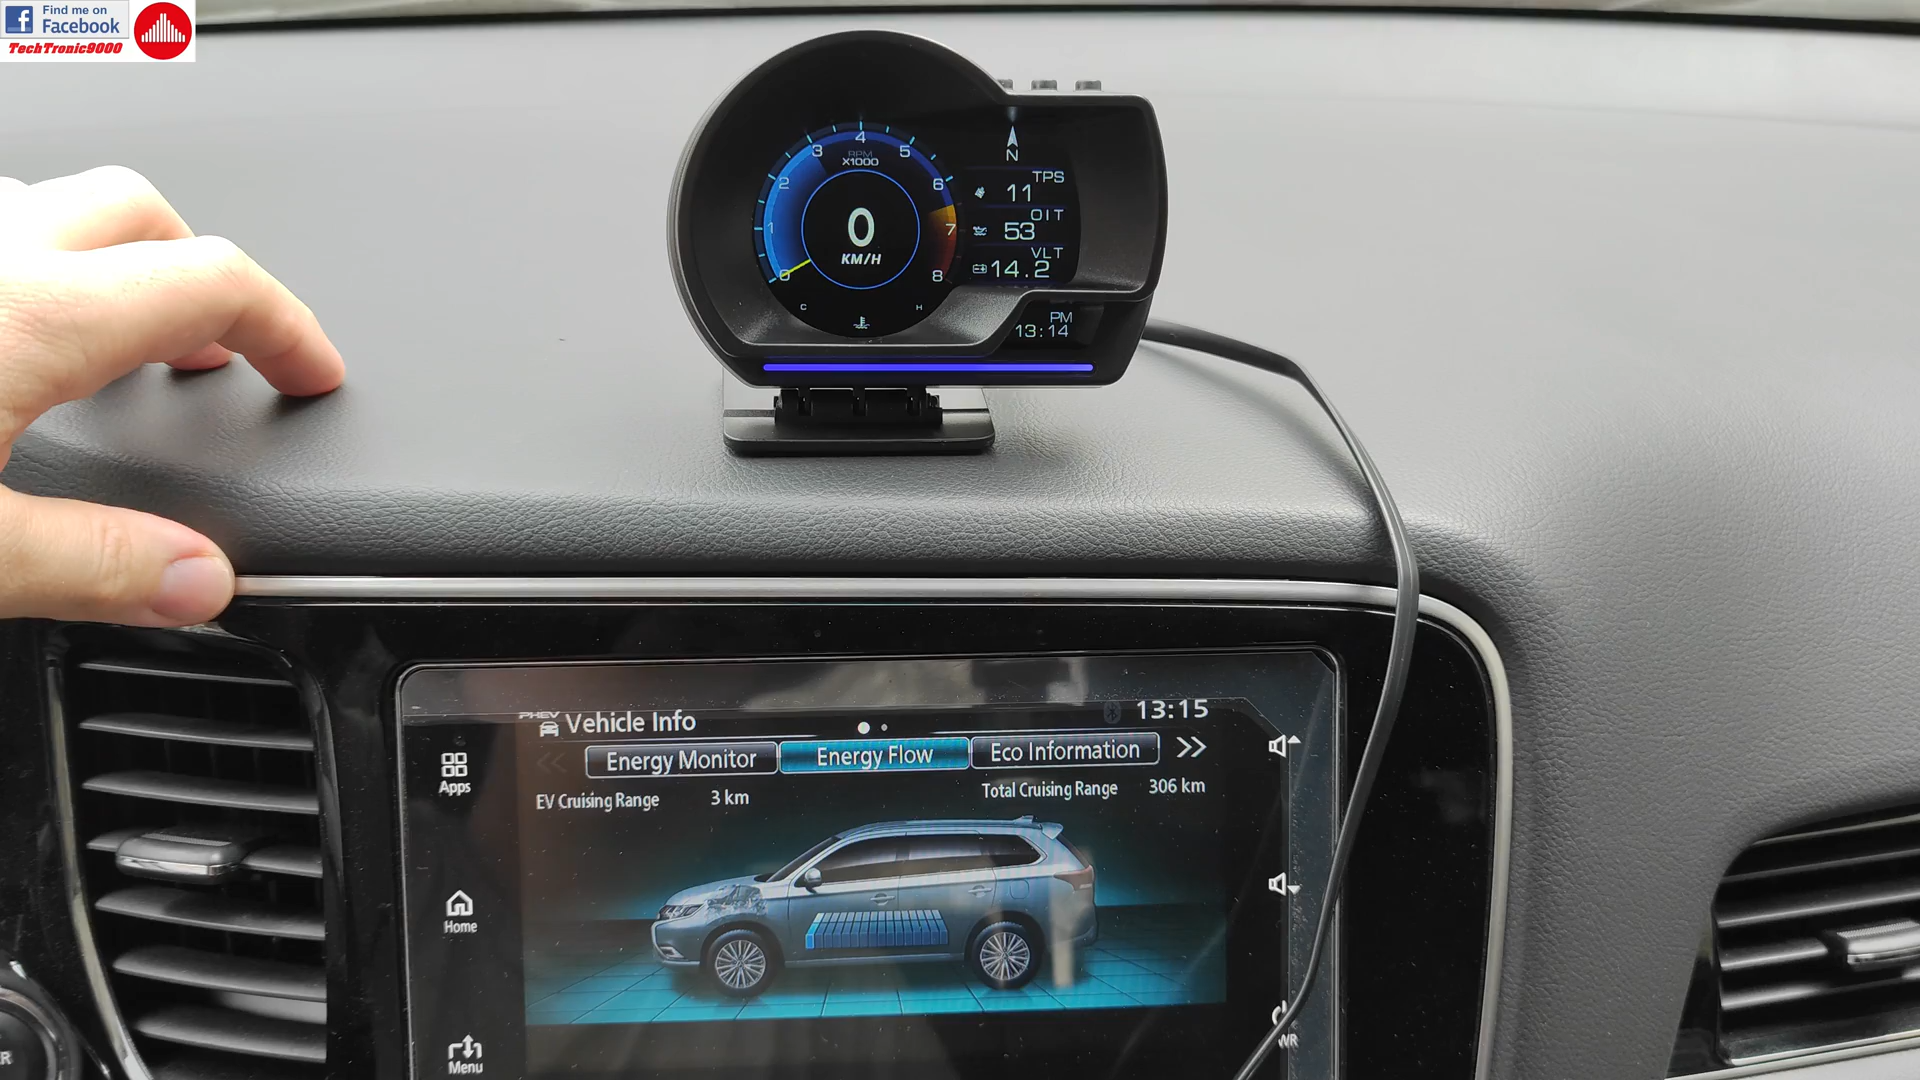 Find me on
Facebook
TechTronic9000
4
3
5
RPM
X1000
2
6
1
7
0
8
0
KM/H
C
H
N
TPS
11
OIT
53
VLT
14.2
PM
13:14
PHEV
Vehicle Info
13:15
Energy Monitor
Energy Flow
Eco Information
EV Cruising Range
3 km
Total Cruising Range
306 km
Apps
Home
Menu
WR
R